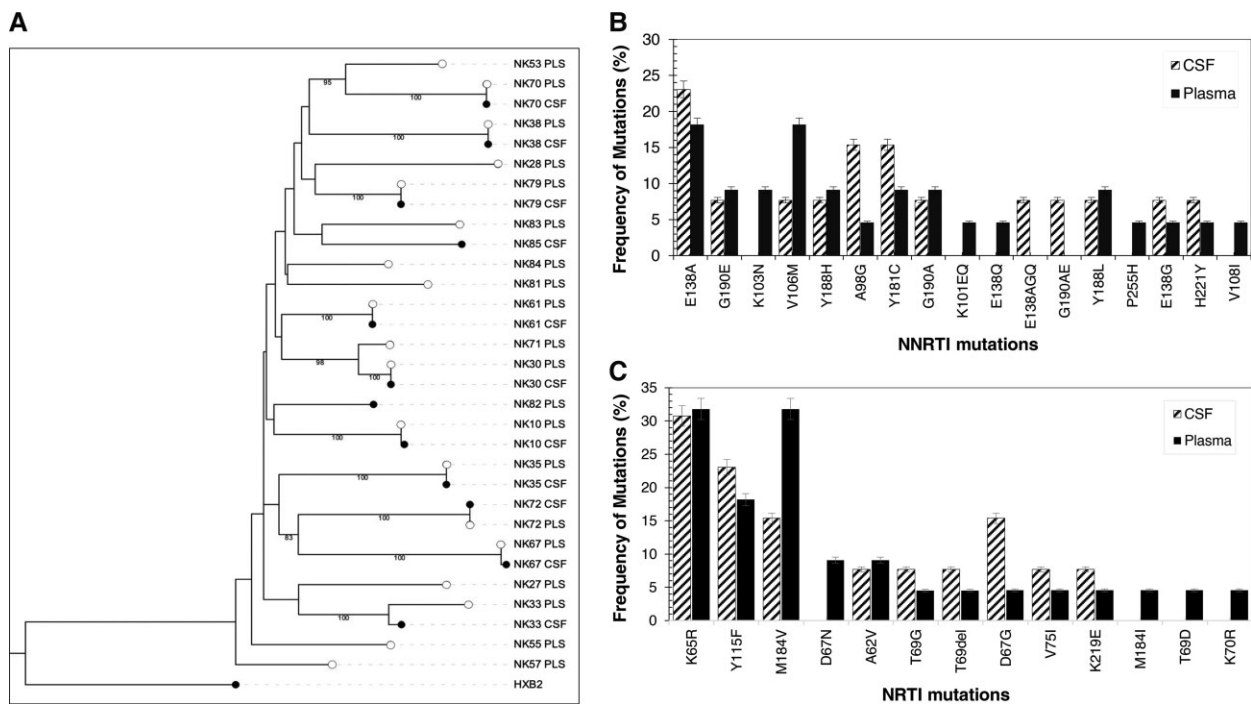 A
NK53 PLS
95
NK70 PLS
100
NK70 CSF
NK38 PLS
100
NK38 CSF
NK28 PLS
NK79 PLS
100
NK79 CSF
NK83 PLS
NK85 CSF
NK84 PLS
NK81 PLS
NK61 PLS
100
NK61 CSF
NK71 PLS
98
NK30 PLS
100
NK30 CSF
NK82 PLS
NK10 PLS
100
NK10 CSF
NK35 PLS
100
NK35 CSF
NK72 CSF
100
NK72 PLS
83
NK67 PLS
100
NK67 CSF
NK27 PLS
NK33 PLS
100
NK33 CSF
NK55 PLS
NK57 PLS
HXB2
B
Frequency of Mutations (%)
30
25
20
15
10
5
0
CSF
Plasma
E138A
G190E
K103N
V106M
Y188H
A98G
Y181C
G190A
K101EQ
E138Q
E138AGQ
G190AE
Y188L
P255H
E138G
H221Y
V108I
NNRTI mutations
C
Frequency of Mutations (%)
35
30
25
20
15
10
5
0
CSF
Plasma
K65R
Y115F
M184V
D67N
A62V
T69G
T69del
D67G
V75I
K219E
M184I
T69D
K70R
NRTI mutations